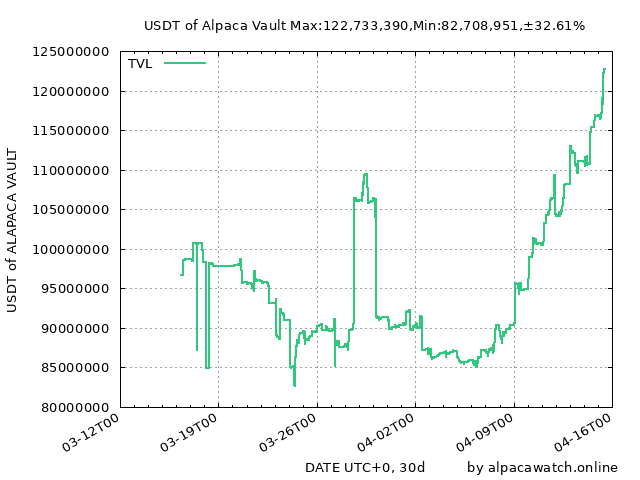 USDT of Alpaca Vault Max:122,733,390,Min:82,708,951,±32.61%
TVL
125000000
120000000
115000000
110000000
105000000
100000000
95000000
90000000
85000000
80000000
USDT of ALAPACA VAULT
03-12T00
03-19T00
03-26T00
04-02T00
04-09T00
04-16T00
DATE UTC+0, 30d
by alpacawatch.online